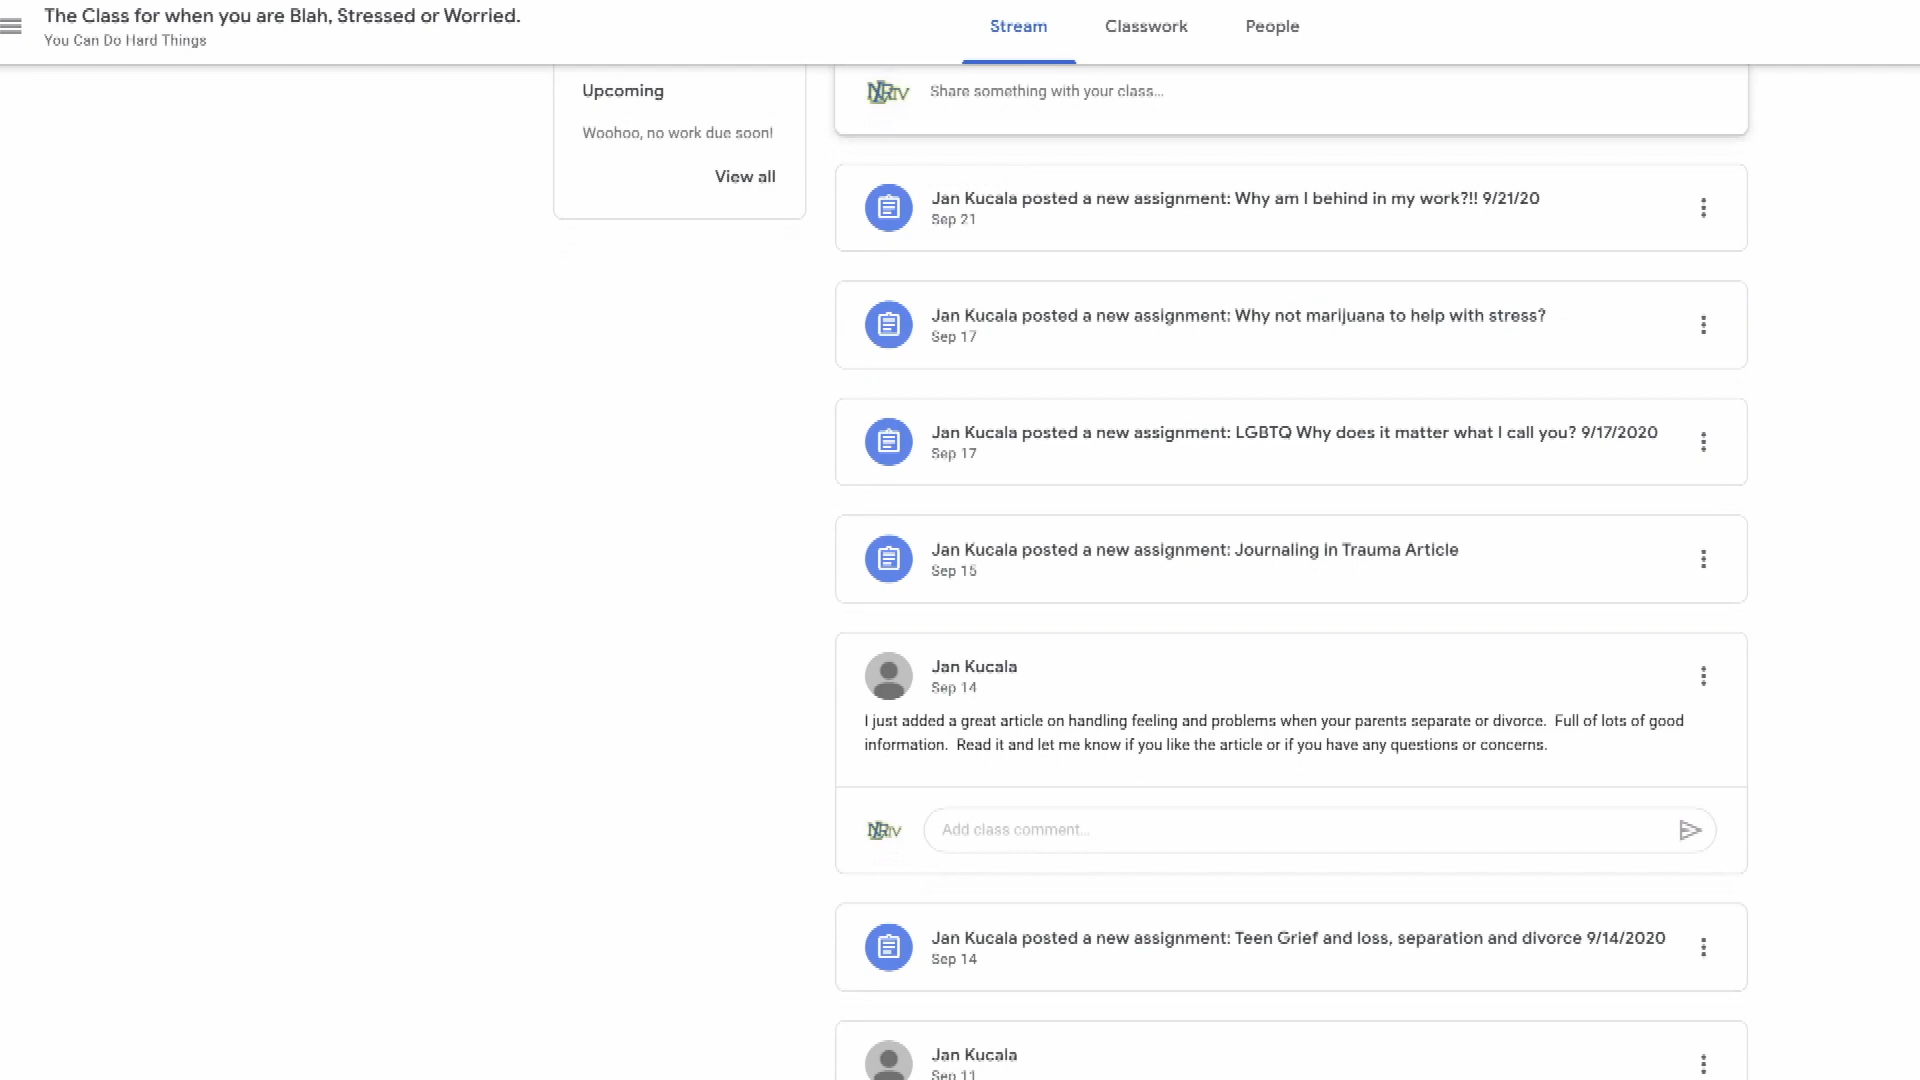 The Class for when you are Blah, Stressed or Worried.
You Can Do Hard Things
Stream
Classwork
People
Upcoming
Woohoo, no work due soon!
View all
Share something with your class...
Jan Kucala posted a new assignment: Why am I behind in my work?!! 9/21/20
Sep 21
Jan Kucala posted a new assignment: Why not marijuana to help with stress?
Sep 17
Jan Kucala posted a new assignment: LGBTQ Why does it matter what I call you? 9/17/2020
Sep 17
Jan Kucala posted a new assignment: Journaling in Trauma Article
Sep 15
Jan Kucala
Sep 14
I just added a great article on handling feeling and problems when your parents separate or divorce.  Full of lots of good
information.  Read it and let me know if you like the article or if you have any questions or concerns.
Add class comment...
Jan Kucala posted a new assignment: Teen Grief and loss, separation and divorce 9/14/2020
Sep 14
Jan Kucala
Sep 11